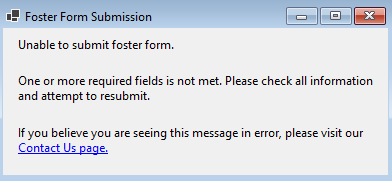 Foster Form Submission
Unable to submit foster form.
One or more required fields is not met. Please check all information
and attempt to resubmit.
If you believe you are seeing this message in error, please visit our
Contact Us page.